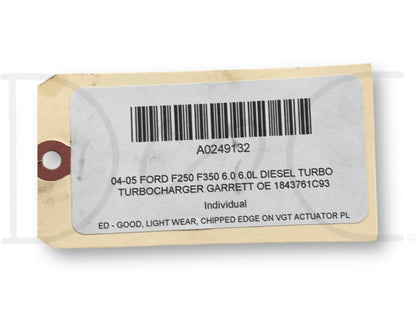 A0249132
04-05 FORD F250 F350 6.0 6.0L DIESEL TURBO
TURBOCHARGER GARRETT OE 1843761C93
Individual
ED - GOOD, LIGHT WEAR, CHIPPED EDGE ON VGT ACTUATOR PL